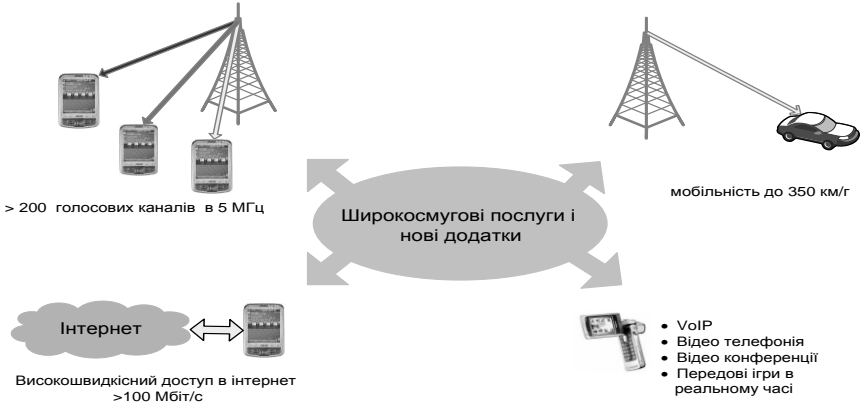 > 200 голосових каналів в 5 МГц
мобільність до 350 км/г
Широкосмугові послуги і
нові додатки
Інтернет
Високошвидкісний доступ в інтернет
>100 Мбіт/с
• VoIP
• Відео телефонія
• Відео конференції
• Передові ігри в
реальному часі